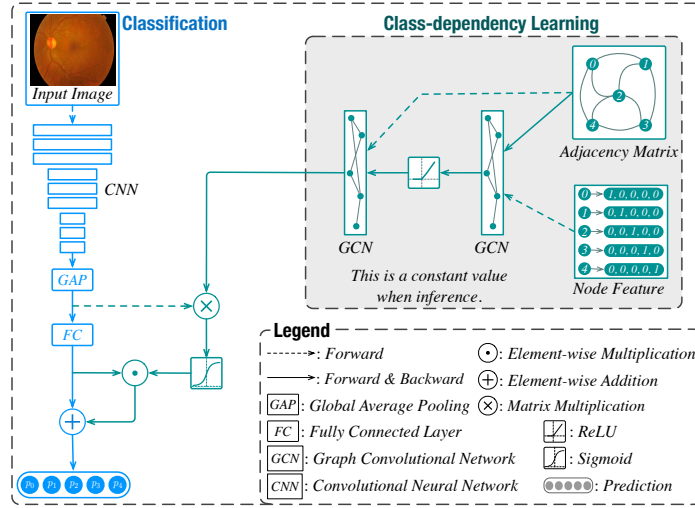 Classification
Class-dependency Learning
Input Image
CNN
GAP
FC
p0 p1 p2 p3 p4
GCN
GCN
This is a constant value
when inference.
0 1
2
4 3
Adjacency Matrix
0 1, 0, 0, 0, 0
1 0, 1, 0, 0, 0
2 0, 0, 1, 0, 0
3 0, 0, 0, 1, 0
4 0, 0, 0, 0, 1
Node Feature
Legend
: Forward
: Element-wise Multiplication
: Forward & Backward
: Element-wise Addition
GAP : Global Average Pooling
: Matrix Multiplication
FC : Fully Connected Layer
: ReLU
GCN : Graph Convolutional Network
: Sigmoid
CNN : Convolutional Neural Network
: Prediction